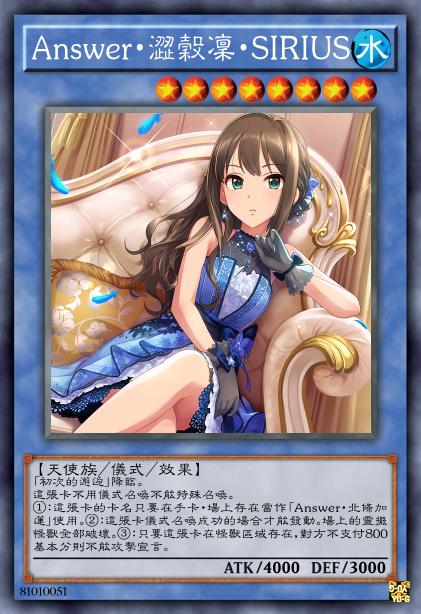 Answer・澀穀凜・SIRIUS
水
【天使族/儀式/效果】
「初次的邂逅」降臨。
這張卡不用儀式召喚不能特殊召喚。
①:這張卡的卡名只要在手卡・場上存在當作「Answer・北條加
蓮」使用。②:這張卡儀式召喚成功的場合才能發動。場上的靈擺
怪獸全部破壞。③:只要這張卡在怪獸區域存在,對方不支付800
基本分則不能攻擊宣言。
ATK/4000 DEF/3000
81010051